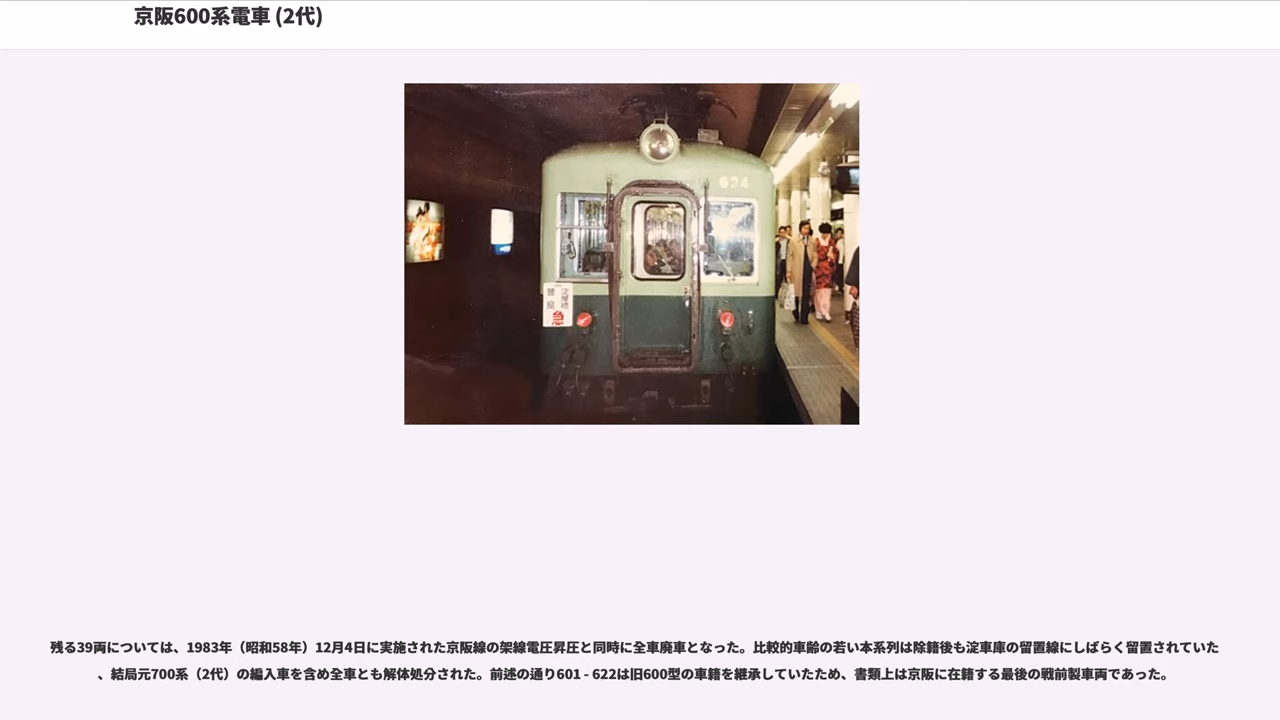 京阪600系電車 (2代)
634
淀屋橋
萱島
急
残る39両については、1983年（昭和58年）12月4日に実施された京阪線の架線電圧昇圧と同時に全車廃車となった。比較的車齢の若い本系列は除籍後も淀車庫の留置線にしばらく留置されていた
、結局元700系（2代）の編入車を含め全車とも解体処分された。前述の通り601 - 622は旧600型の車籍を継承していたため、書類上は京阪に在籍する最後の戦前製車両であった。